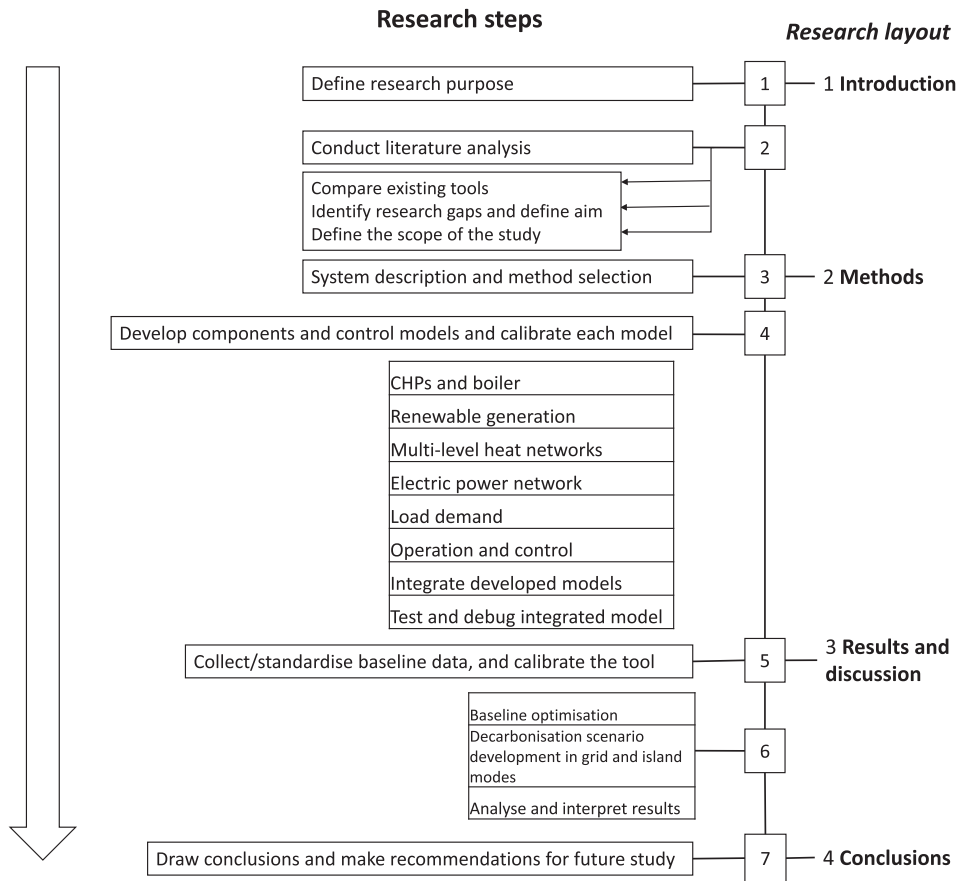 Research steps
Research layout
Define research purpose
1
1 Introduction
Conduct literature analysis
2
Compare existing tools
Identify research gaps and define aim
Define the scope of the study
System description and method selection
3
2 Methods
Develop components and control models and calibrate each model
4
CHPs and boiler
Renewable generation
Multi-level heat networks
Electric power network
Load demand
Operation and control
Integrate developed models
Test and debug integrated model
Collect/standardise baseline data, and calibrate the tool
5
3 Results and
discussion
Baseline optimisation
Decarbonisation scenario
development in grid and island
modes
Analyse and interpret results
6
Draw conclusions and make recommendations for future study
7
4 Conclusions